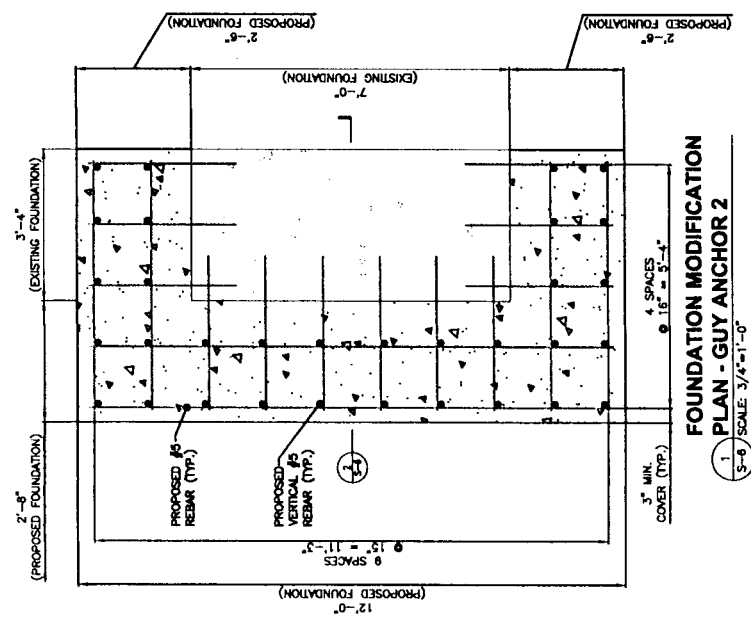 2'-6"
(PROPOSED FOUNDATION)
7'-0"
(EXISTING FOUNDATION)
2'-6"
(PROPOSED FOUNDATION)
3'-4"
(EXISTING FOUNDATION)
2'-8"
(PROPOSED FOUNDATION)
PROPOSED #5
REBAR (TYP.)
PROPOSED
VERTICAL #5
REBAR (TYP.)
2
S-6
9 SPACES
@ 15" = 11'-3"
12'-0"
(PROPOSED FOUNDATION)
4 SPACES
@ 16" = 5'-4"
3" MIN.
COVER (TYP.)
FOUNDATION MODIFICATION
PLAN - GUY ANCHOR 2
1
S-6
SCALE: 3/4"=1'-0"